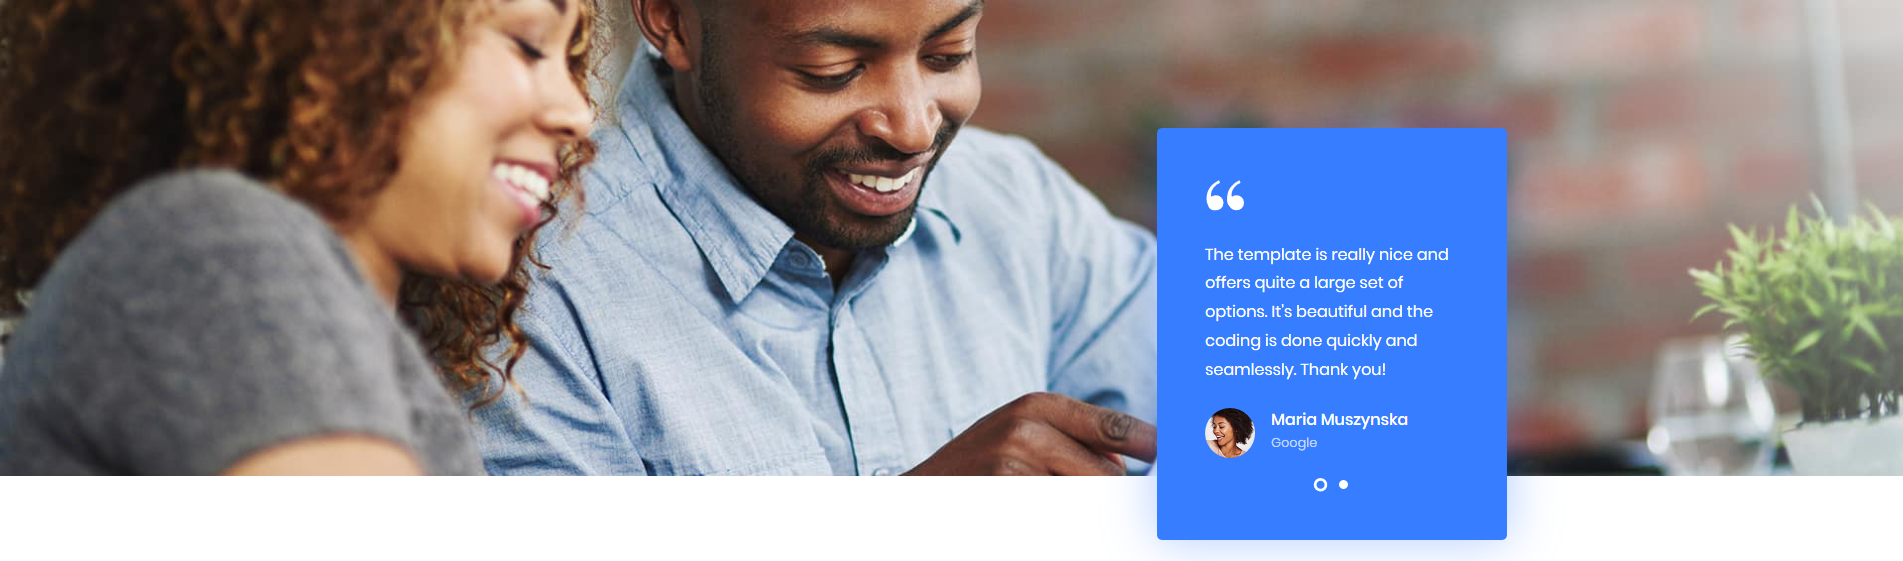 “
The template is really nice and
offers quite a large set of
options. It's beautiful and the
coding is done quickly and
seamlessly. Thank you!
Maria Muszynska
Google